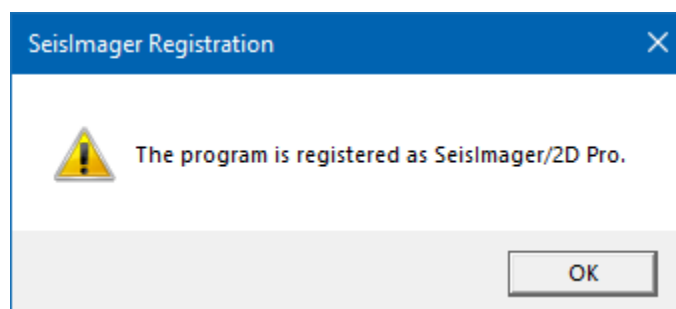 SeisImager Registration
The program is registered as SeisImager/2D Pro.
OK